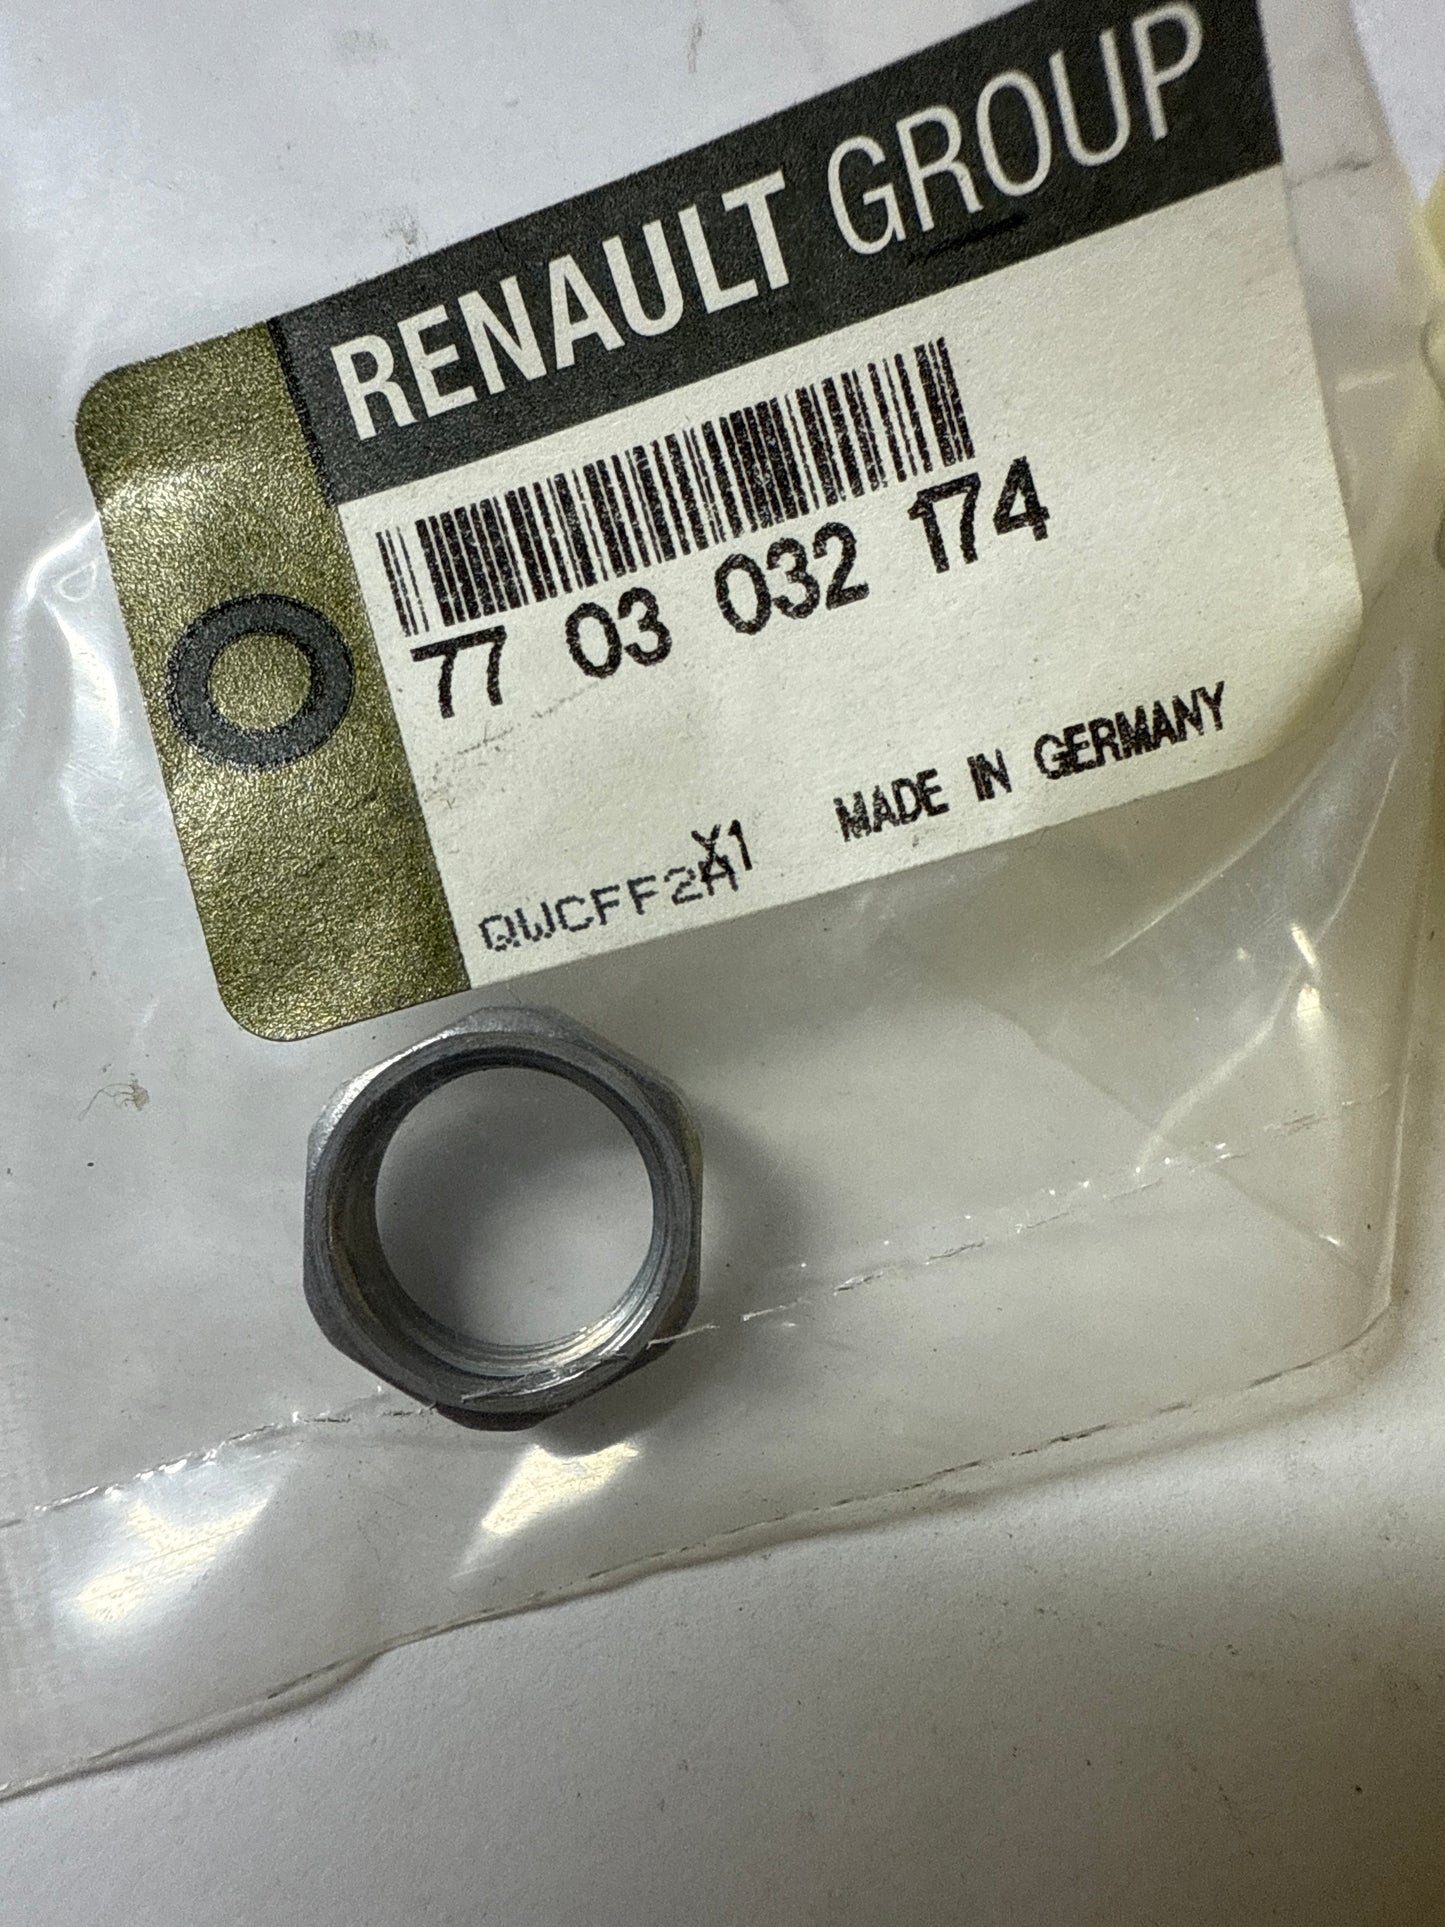 RENAULT GROUP
77 03 032 174
X1 MADE IN GERMANY
QWCFF2A